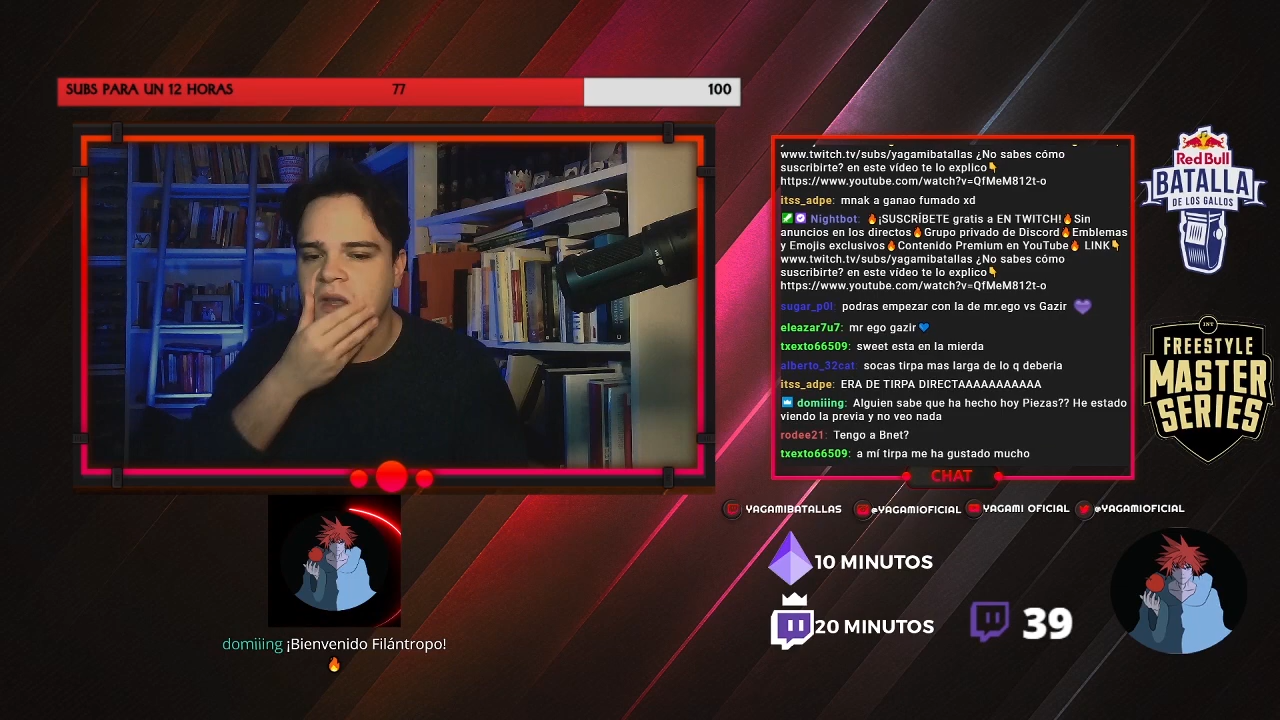 SUBS PARA UN 12 HORAS 77 100
www.twitch.tv/subs/yagamibatallas ¿No sabes cómo
suscribirte? en este vídeo te lo explico👇
https://www.youtube.com/watch?v=QfMeM812t-o
itss_adpe: mnak a ganao fumado xd
Nightbot: 🔥¡SUSCRÍBETE gratis a EN TWITCH!🔥Sin
anuncios en los directos🔥Grupo privado de Discord🔥Emblemas
y Emojis exclusivos🔥Contenido Premium en YouTube🔥 LINK👇
www.twitch.tv/subs/yagamibatallas ¿No sabes cómo
suscribirte? en este vídeo te lo explico👇
https://www.youtube.com/watch?v=QfMeM812t-o
sugar_p0l: podras empezar con la de mr.ego vs Gazir 💜
eleazar7u7: mr ego gazir💙
txexto66509: sweet esta en la mierda
alberto_32cat: socas tirpa mas larga de lo q deberia
itss_adpe: ERA DE TIRPA DIRECTAAAAAAAAAAA
domiiing: Alguien sabe que ha hecho hoy Piezas?? He estado
viendo la previa y no veo nada
rodee21: Tengo a Bnet?
txexto66509: a mí tirpa me ha gustado mucho
CHAT
Red Bull
BATALLA
DE LOS GALLOS
INT
FREESTYLE
MASTER
SERIES
YAGAMIBATALLAS @YAGAMIOFICIAL YAGAMI OFICIAL @YAGAMIOFICIAL
10 MINUTOS
20 MINUTOS
39
domiiing ¡Bienvenido Filántropo!
🔥